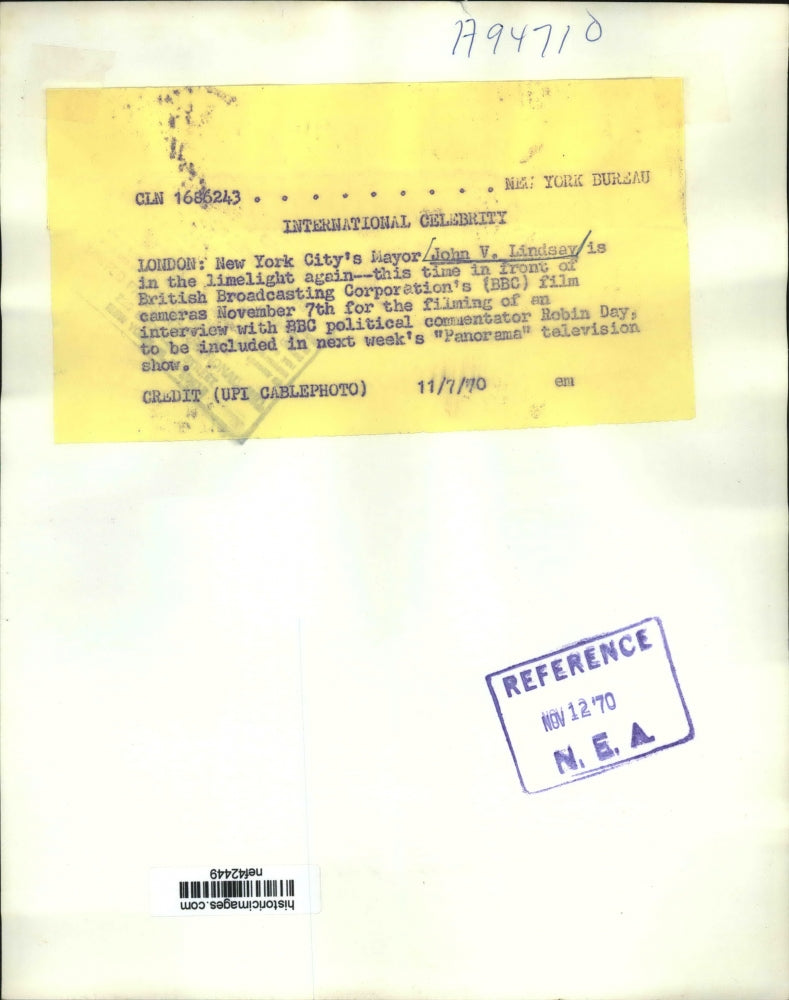 A94710
CLN 1686243 . . . . . . . . . . NEW YORK BUREAU
INTERNATIONAL CELEBRITY
LONDON: New York City's Mayor/John V. Lindsay/is
in the limelight again--this time in front of
British Broadcasting Corporation's (BBC) film
cameras November 7th for the filming of an
interview with BBC political commentator Robin Day,
to be included in next week's "Panorama" television
show.
CREDIT (UPI CABLEPHOTO) 11/7/70 em
REFERENCE
NOV 12 '70
N. E. A.
historicimages.com
nef42449